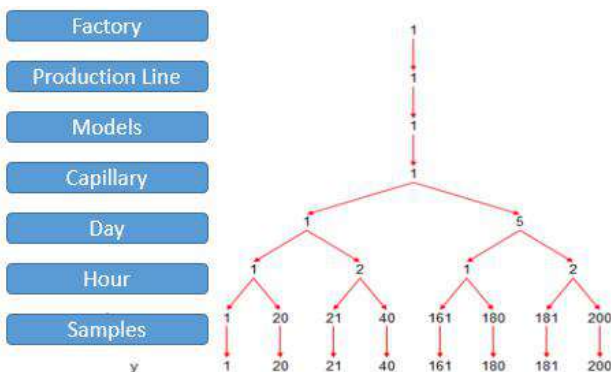 Factory
1
Production Line
1
Models
1
Capillary
1
Day
1 5
Hour
1 2 1 2
Samples
1 20 21 40 161 180 181 200
Y 1 20 21 40 161 180 181 200